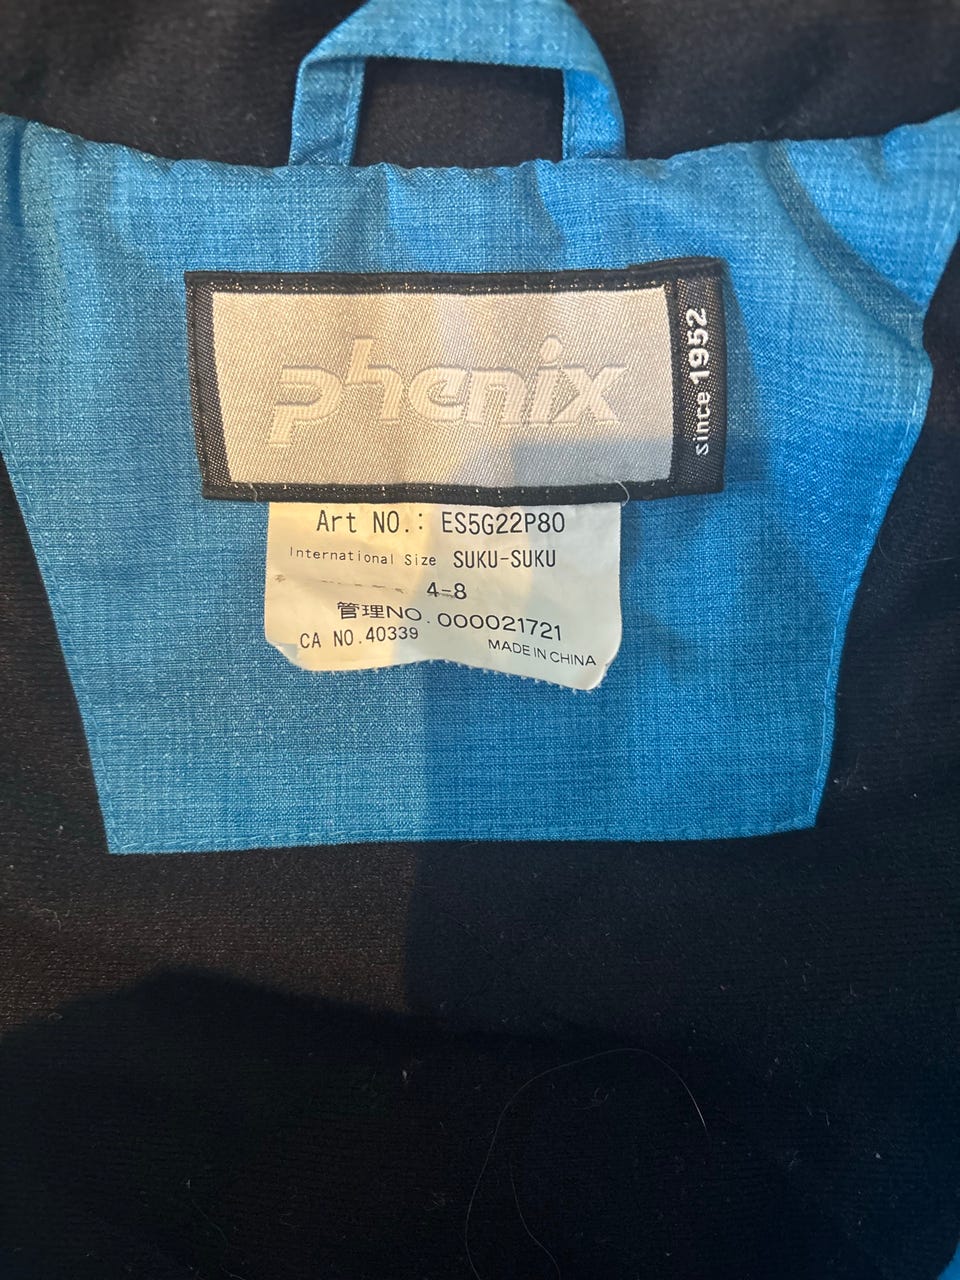 phenix
since 1952
Art NO.: ES5G22P80
International Size SUKU-SUKU
4-8
管理NO.000021721
CA NO.40339
MADE IN CHINA